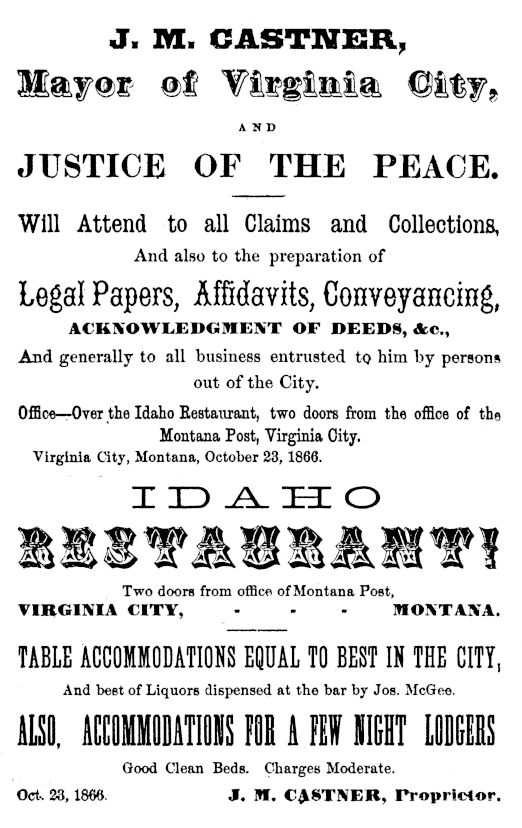 J. M. CASTNER,
Mayor of Virginia City,
AND
JUSTICE OF THE PEACE.
Will Attend to all Claims and Collections,
And also to the preparation of
Legal Papers, Affidavits, Conveyancing,
ACKNOWLEDGMENT OF DEEDS, &c.,
And generally to all business entrusted to him by persons
out of the City.
Office—Over the Idaho Restaurant, two doors from the office of the
Montana Post, Virginia City.
Virginia City, Montana, October 23, 1866.
IDAHO
RESTAURANT!
Two doors from office of Montana Post,
VIRGINIA CITY, - - - MONTANA.
TABLE ACCOMMODATIONS EQUAL TO BEST IN THE CITY,
And best of Liquors dispensed at the bar by Jos. McGee.
ALSO, ACCOMMODATIONS FOR A FEW NIGHT LODGERS
Good Clean Beds. Charges Moderate.
Oct. 23, 1866. J. M. CASTNER, Proprietor.